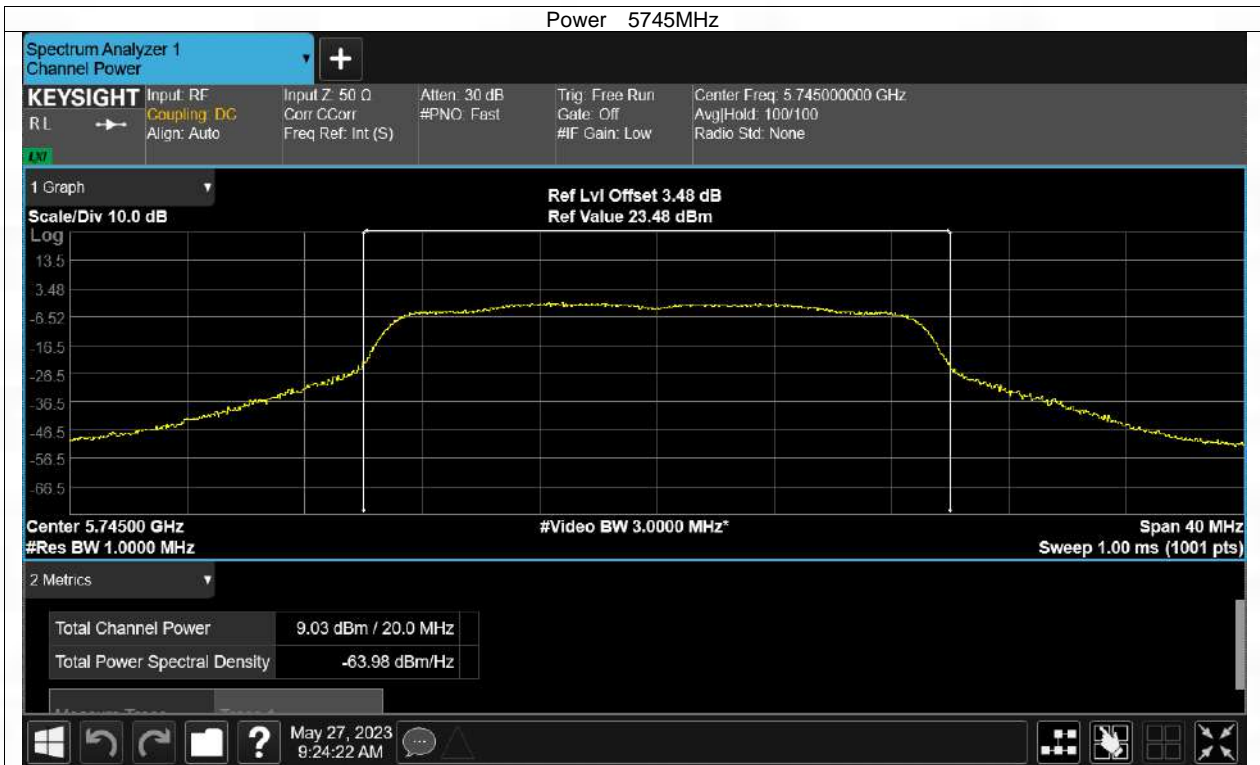 Power 5745MHz
Spectrum Analyzer 1
Channel Power
+
KEYSIGHT
RL
LXI
Input: RF
Coupling: DC
Align: Auto
Input Z: 50 Ω
Corr CCorr
Freq Ref: Int (S)
Atten: 30 dB
#PNO: Fast
Trig: Free Run
Gate: Off
#IF Gain: Low
Center Freq: 5.745000000 GHz
Avg|Hold: 100/100
Radio Std: None
1 Graph
Scale/Div 10.0 dB
Ref Lvl Offset 3.48 dB
Ref Value 23.48 dBm
Log
13.5
3.48
-6.52
-16.5
-26.5
-36.5
-46.5
-56.5
-66.5
Center 5.74500 GHz
#Res BW 1.0000 MHz
#Video BW 3.0000 MHz*
Span 40 MHz
Sweep 1.00 ms (1001 pts)
2 Metrics
Total Channel Power 9.03 dBm / 20.0 MHz
Total Power Spectral Density -63.98 dBm/Hz
?
May 27, 2023
9:24:22 AM